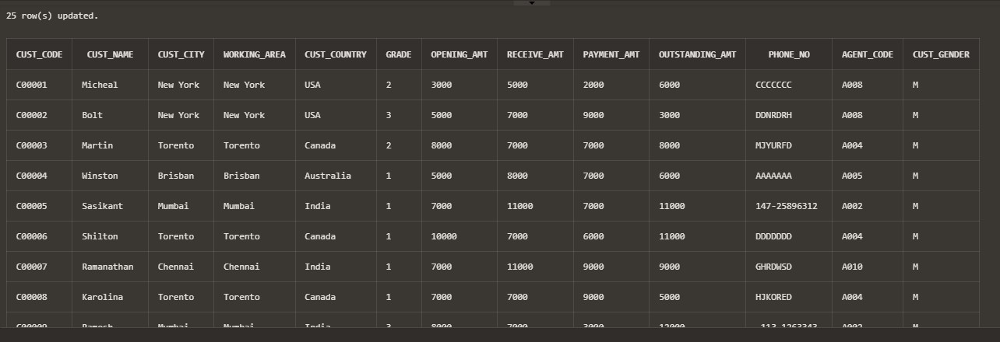 25 row(s) updated.
CUST_CODE CUST_NAME CUST_CITY WORKING_AREA CUST_COUNTRY GRADE OPENING_AMT RECEIVE_AMT PAYMENT_AMT OUTSTANDING_AMT PHONE_NO AGENT_CODE CUST_GENDER
C00001 Micheal New York New York USA 2 3000 5000 2000 6000 CCCCCCC A008 M
C00002 Bolt New York New York USA 3 5000 7000 9000 3000 DDNRDRH A008 M
C00003 Martin Torento Torento Canada 2 8000 7000 7000 8000 MJYURFD A004 M
C00004 Winston Brisban Brisban Australia 1 5000 8000 7000 6000 AAAAAAA A005 M
C00005 Sasikant Mumbai Mumbai India 1 7000 11000 7000 11000 147-25896312 A002 M
C00006 Shilton Torento Torento Canada 1 10000 7000 6000 11000 DDDDDDD A004 M
C00007 Ramanathan Chennai Chennai India 1 7000 11000 9000 9000 GHRDWSD A010 M
C00008 Karolina Torento Torento Canada 1 7000 7000 9000 5000 HJKORED A004 M
C00009 Ramesh Mumbai Mumbai India 3 8000 7000 3000 12000 A002 M